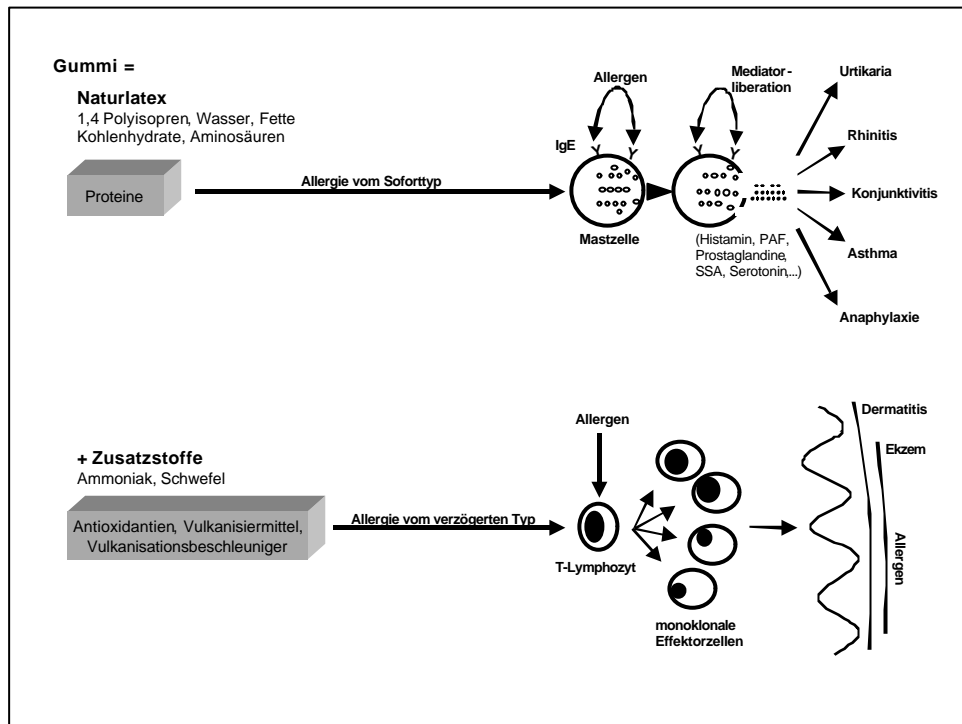 Gummi =
Naturlatex
1,4 Polyisopren, Wasser, Fette
Kohlenhydrate, Aminosäuren
Proteine
Allergie vom Soforttyp
Allergen
IgE
Mastzelle
Mediator-
liberation
(Histamin, PAF,
Prostaglandine,
SSA, Serotonin,...)
Urtikaria
Rhinitis
Konjunktivitis
Asthma
Anaphylaxie
+ Zusatzstoffe
Ammoniak, Schwefel
Antioxidantien, Vulkanisiermittel,
Vulkanisationsbeschleuniger
Allergie vom verzögerten Typ
Allergen
T-Lymphozyt
monoklonale
Effektorzellen
Dermatitis
Ekzem
Allergen